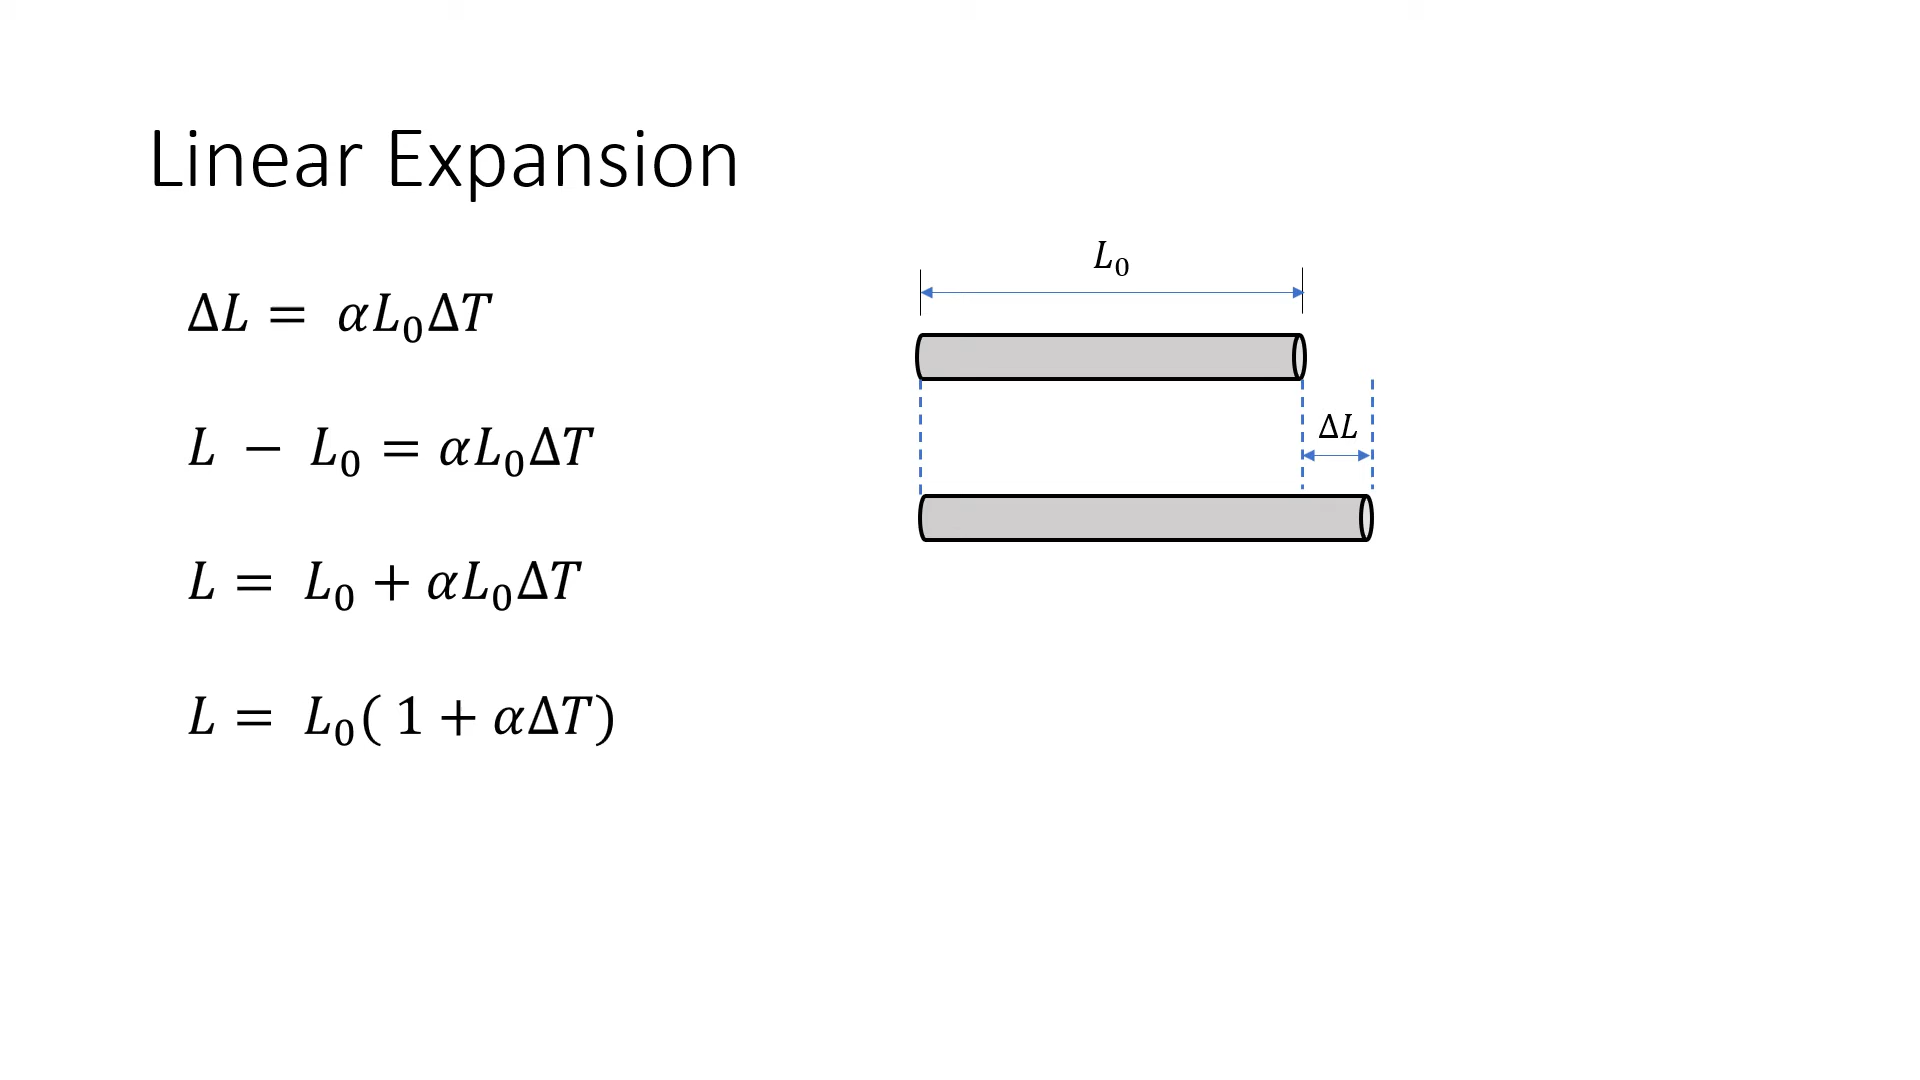 Linear Expansion
Δ𝐿 = 𝛼𝐿₀Δ𝑇
𝐿 − 𝐿₀ = 𝛼𝐿₀Δ𝑇
𝐿 = 𝐿₀ + 𝛼𝐿₀Δ𝑇
𝐿 = 𝐿₀( 1 + 𝛼Δ𝑇)
𝐿₀
Δ𝐿